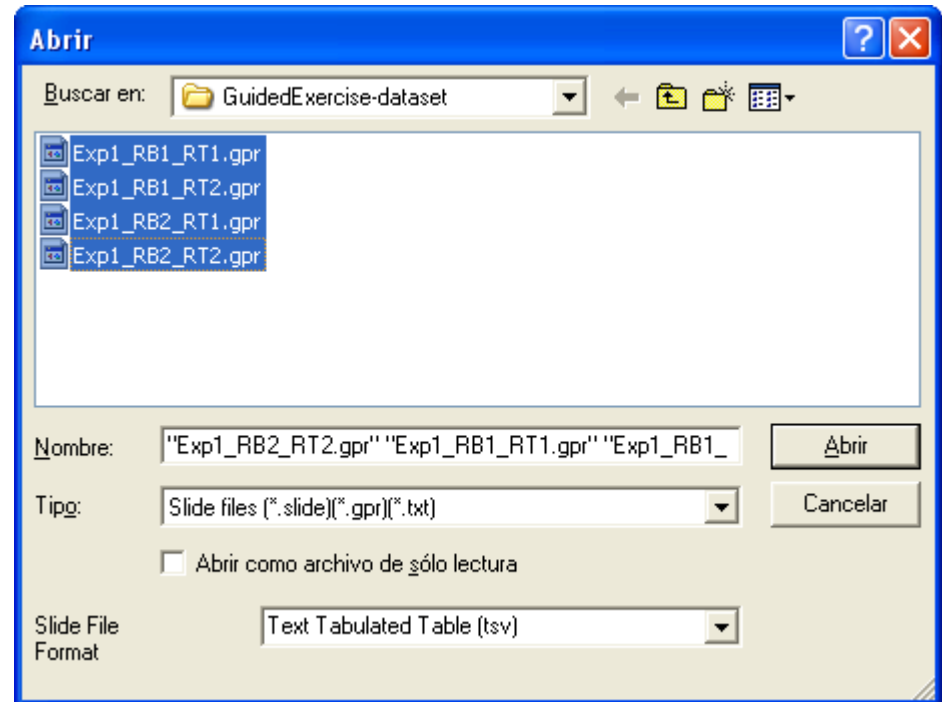 Abrir
Buscar en: GuidedExercise-dataset
Exp1_RB1_RT1.gpr
Exp1_RB1_RT2.gpr
Exp1_RB2_RT1.gpr
Exp1_RB2_RT2.gpr
Nombre: "Exp1_RB2_RT2.gpr" "Exp1_RB1_RT1.gpr" "Exp1_RB1_ Abrir
Tipo: Slide files (*.slide)(*.gpr)(*.txt) Cancelar
Abrir como archivo de sólo lectura
Slide File Text Tabulated Table (tsv)
Format